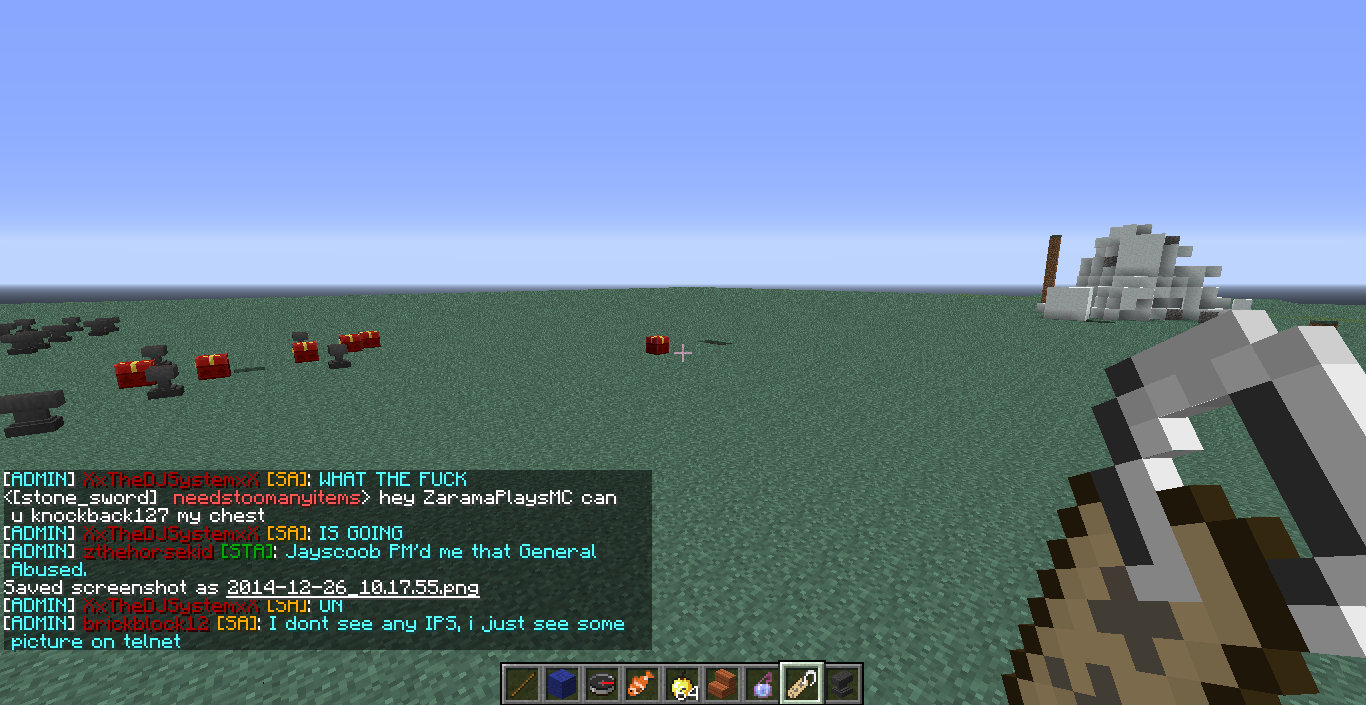 [ADMIN] XxTheDJSystemxX [SA]: WHAT THE FUCK
<[stone_sword] needstoomanyitems> hey ZaramaPlaysMC can
u knockback127 my chest
[ADMIN] XxTheDJSystemxX [SA]: IS GOING
[ADMIN] zthehorsekid [STA]: Jayscoob PM'd me that General
Abused.
Saved screenshot as 2014-12-26_10.17.55.png
[ADMIN] XxTheDJSystemxX [SA]: ON
[ADMIN] brickblock12 [SA]: I dont see any IPS, i just see some
picture on telnet
64